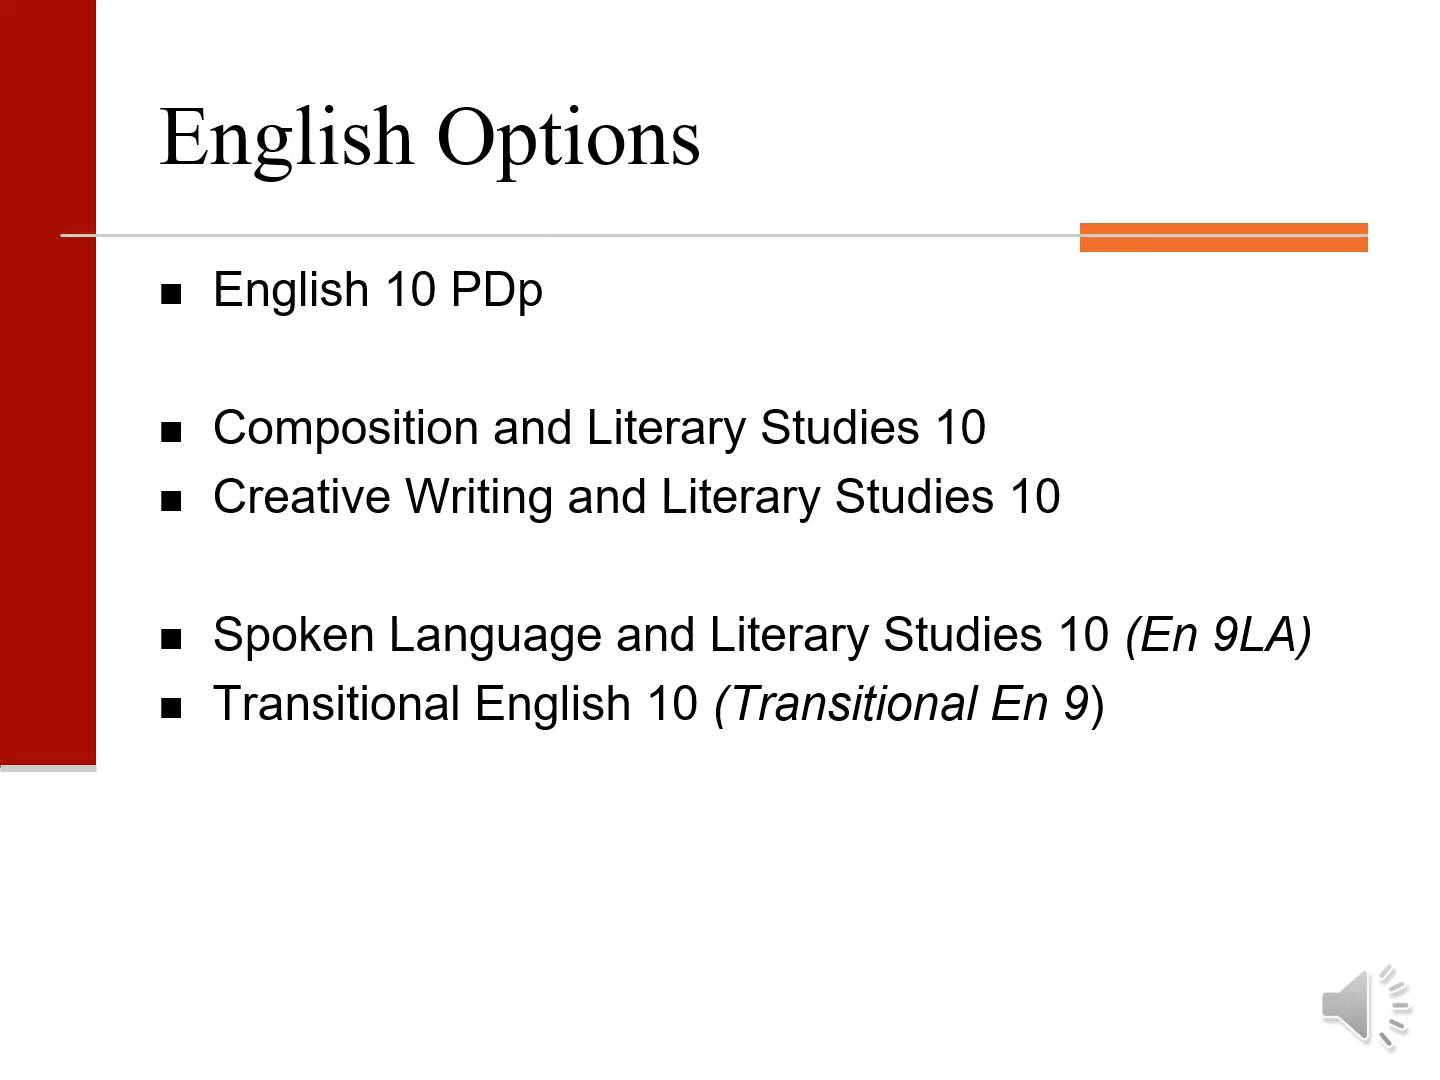 English Options
English 10 PDp
Composition and Literary Studies 10
Creative Writing and Literary Studies 10
Spoken Language and Literary Studies 10 (En 9LA)
Transitional English 10 (Transitional En 9)